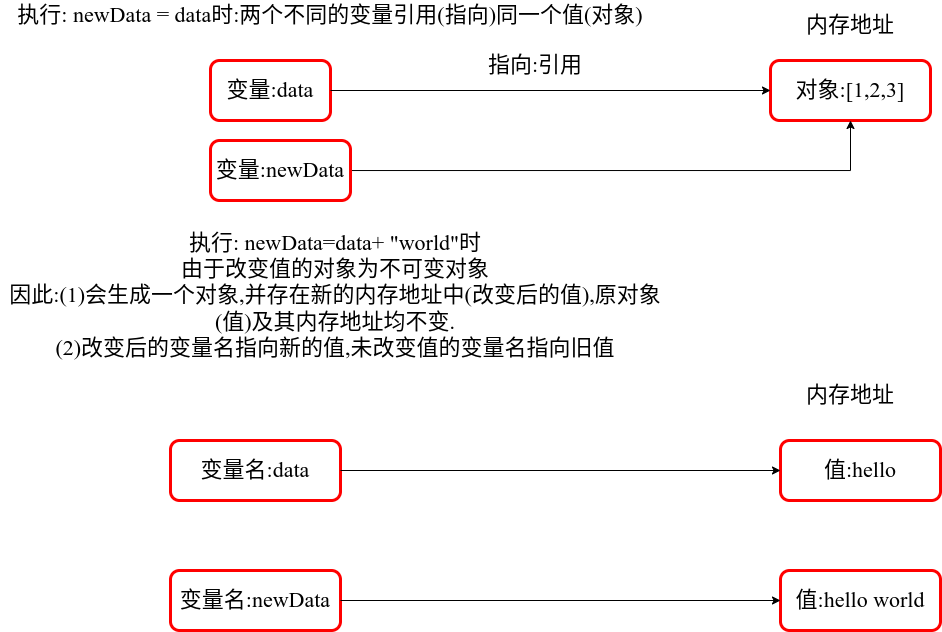 执行: newData = data时:两个不同的变量引用(指向)同一个值(对象)
内存地址
指向:引用
变量:data
对象:[1,2,3]
变量:newData
执行: newData=data+ "world"时
由于改变值的对象为不可变对象
因此:(1)会生成一个对象,并存在新的内存地址中(改变后的值),原对象
(值)及其内存地址均不变.
(2)改变后的变量名指向新的值,未改变值的变量名指向旧值
内存地址
变量名:data
值:hello
变量名:newData
值:hello world